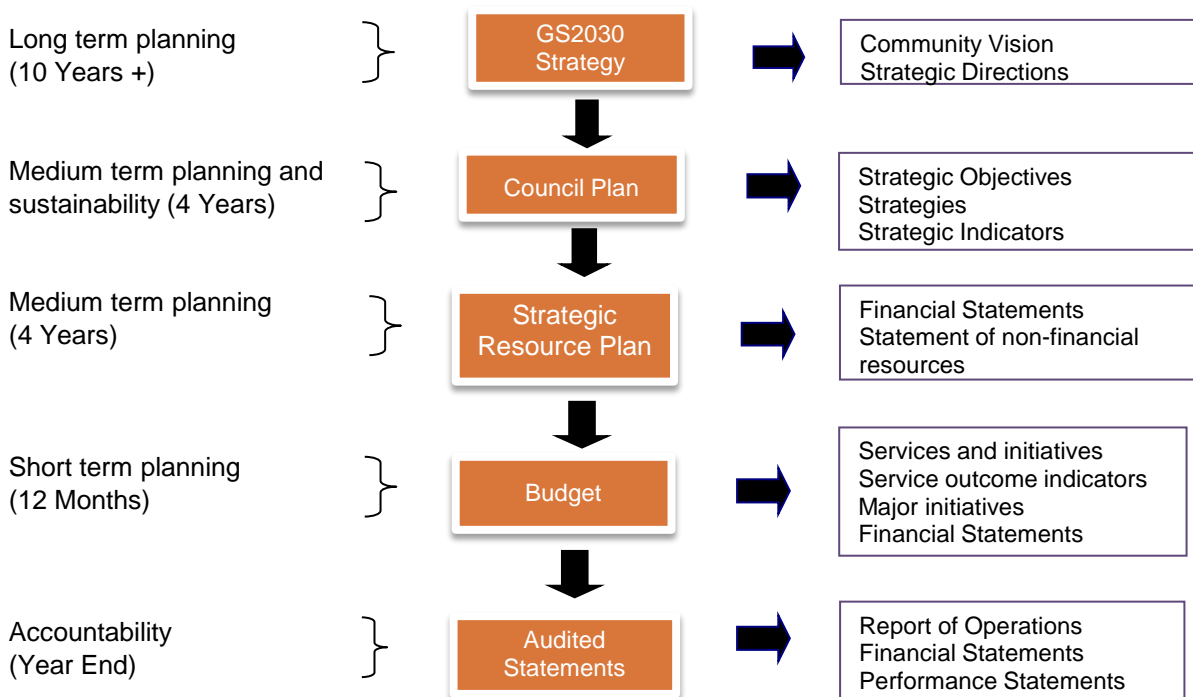 Long term planning
(10 Years +)
GS2030
Strategy
Community Vision
Strategic Directions
Medium term planning and
sustainability (4 Years)
Council Plan
Strategic Objectives
Strategies
Strategic Indicators
Medium term planning
(4 Years)
Strategic
Resource Plan
Financial Statements
Statement of non-financial
resources
Short term planning
(12 Months)
Budget
Services and initiatives
Service outcome indicators
Major initiatives
Financial Statements
Accountability
(Year End)
Audited
Statements
Report of Operations
Financial Statements
Performance Statements